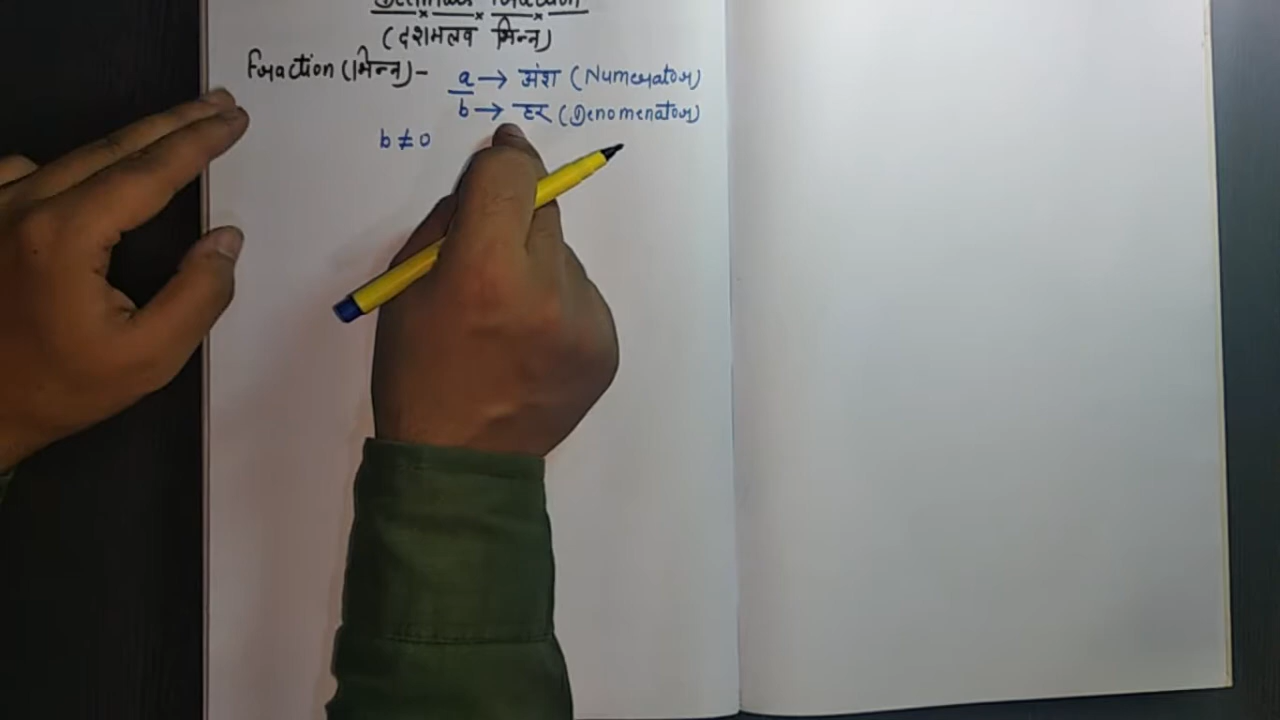 (दशमलव भिन्न)
Fraction (भिन्न) -
a → अंश (Numerator)
b → हर (Denomenator)
b ≠ 0